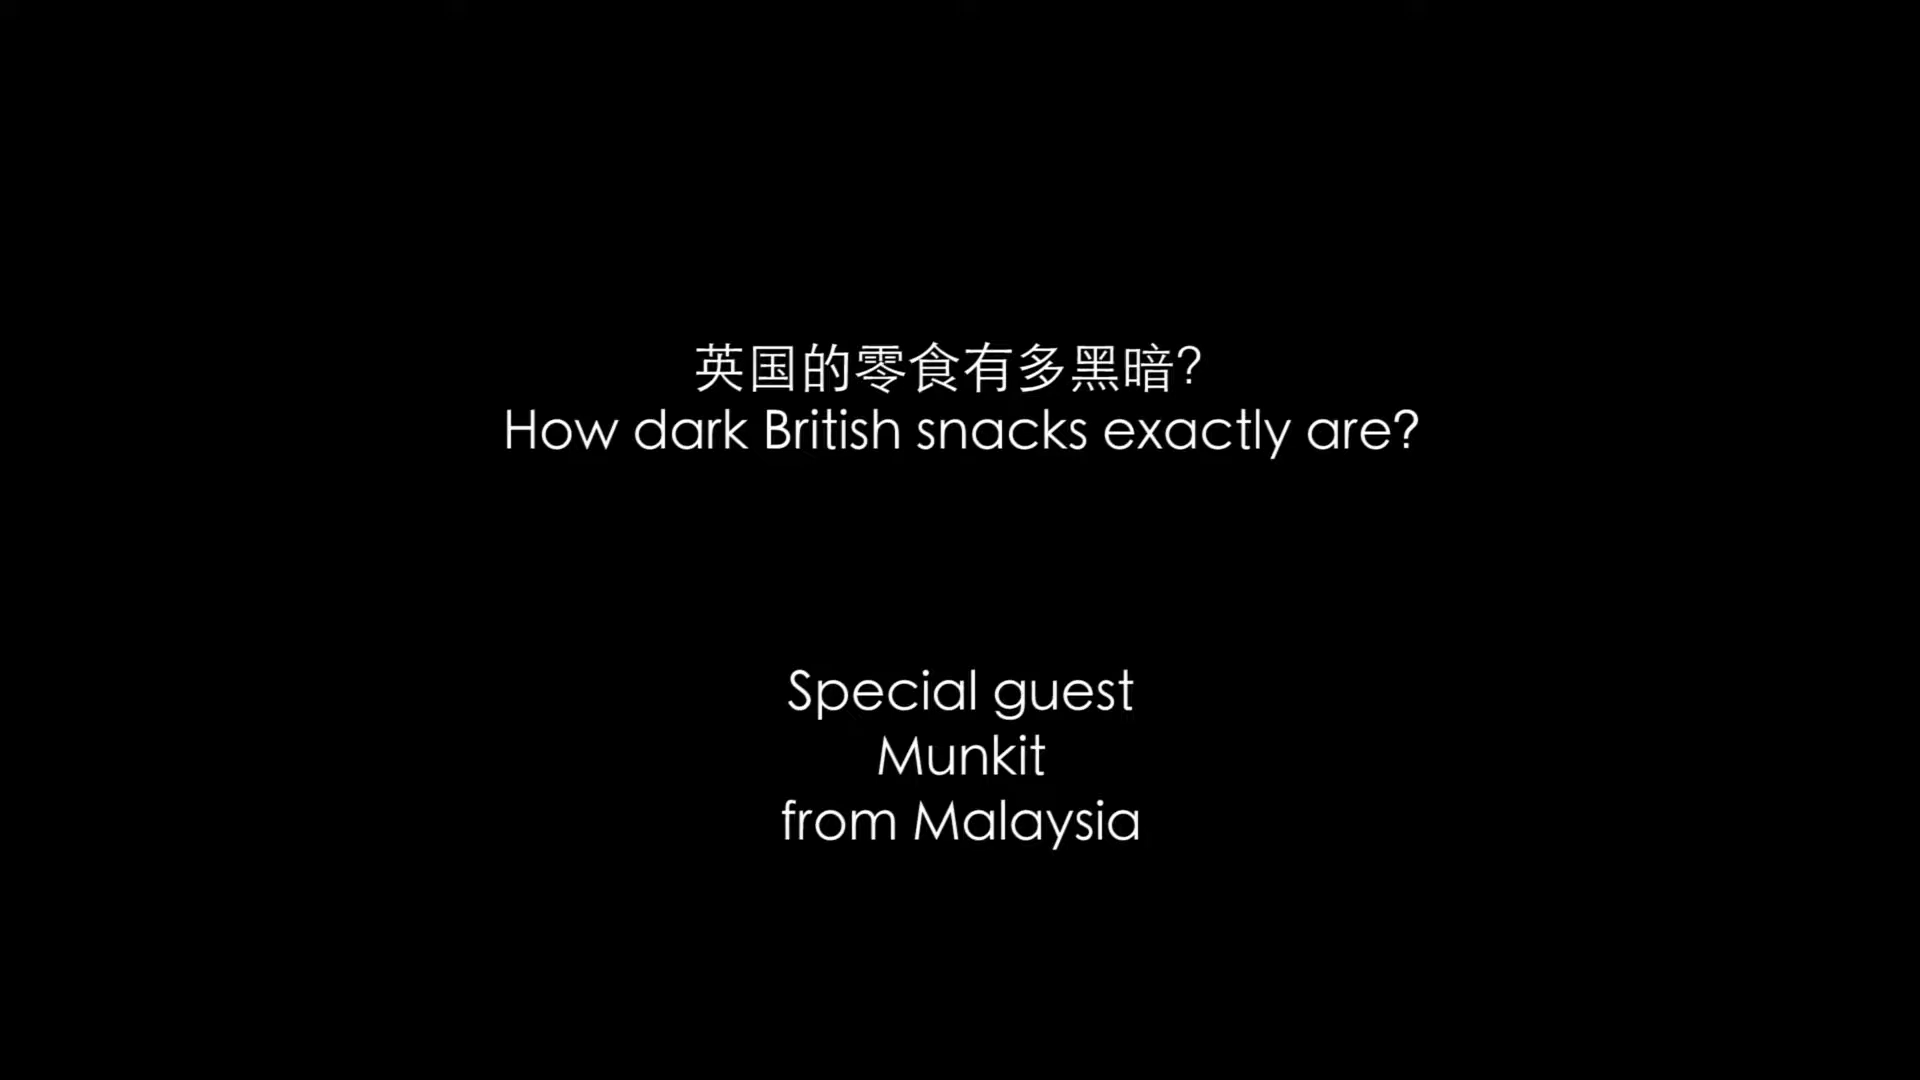 英国的零食有多黑暗?
How dark British snacks exactly are?
Special guest
Munkit
from Malaysia